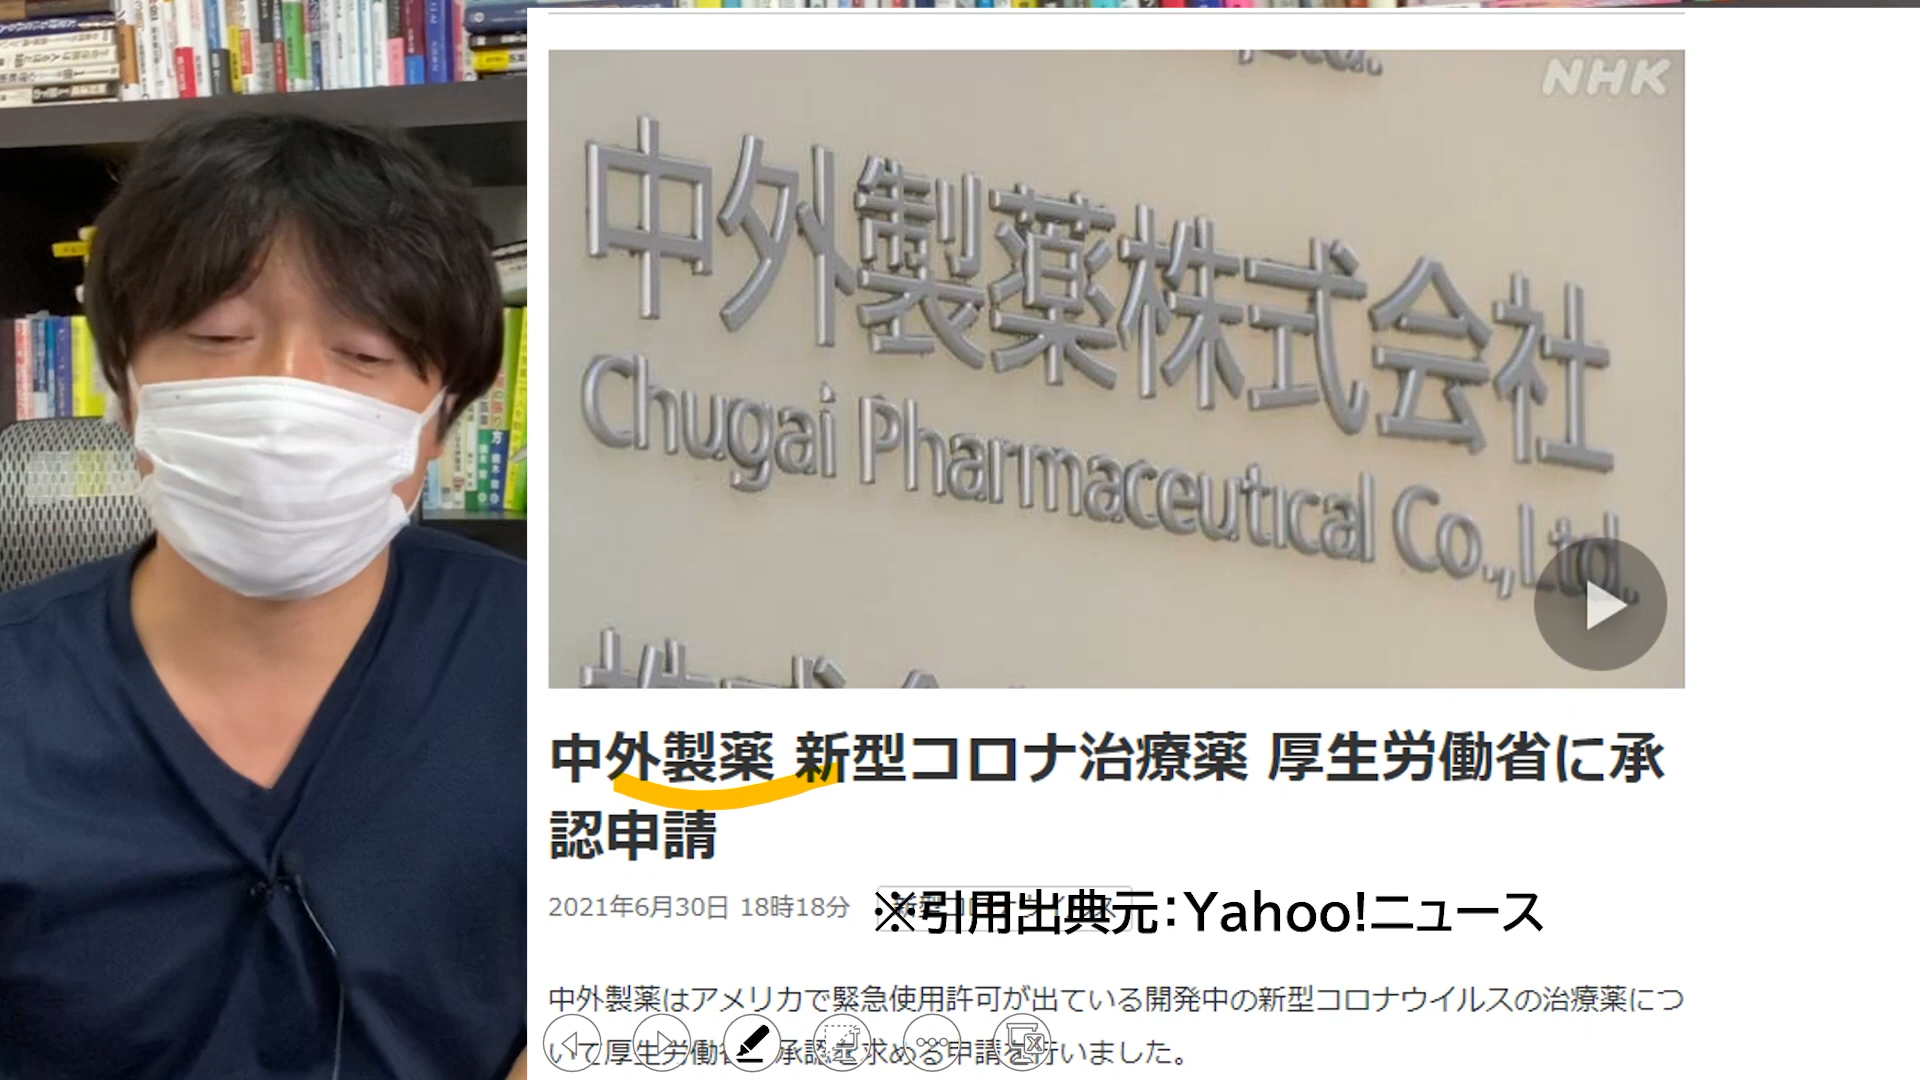 NHK
中外製薬株式会社
Chugai Pharmaceutical Co.,Ltd.
中外製薬 新型コロナ治療薬 厚生労働省に承
認申請
2021年6月30日 18時18分
※引用出典元：Yahoo!ニュース
中外製薬はアメリカで緊急使用許可が出ている開発中の新型コロナウイルスの治療薬につ
いて厚生労働省に承認を求める申請を行いました。